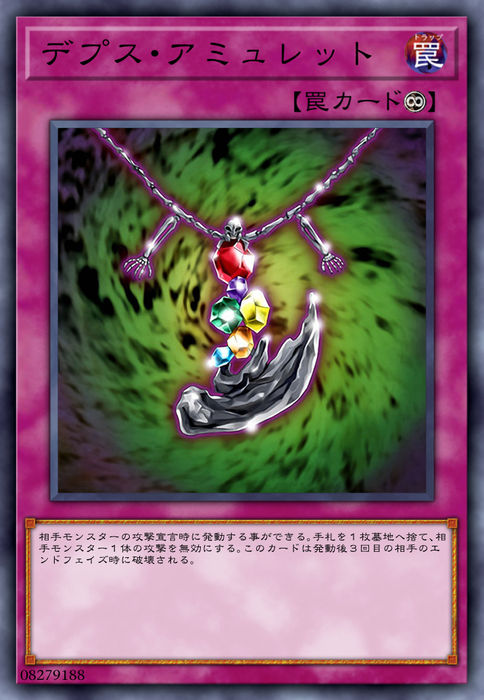 デプス・アミュレット
トラップ
罠
【罠カード】
相手モンスターの攻撃宣言時に発動する事ができる。手札を１枚墓地へ捨て、相
手モンスター１体の攻撃を無効にする。このカードは発動後３回目の相手のエ
ンドフェイズ時に破壊される。
08279188